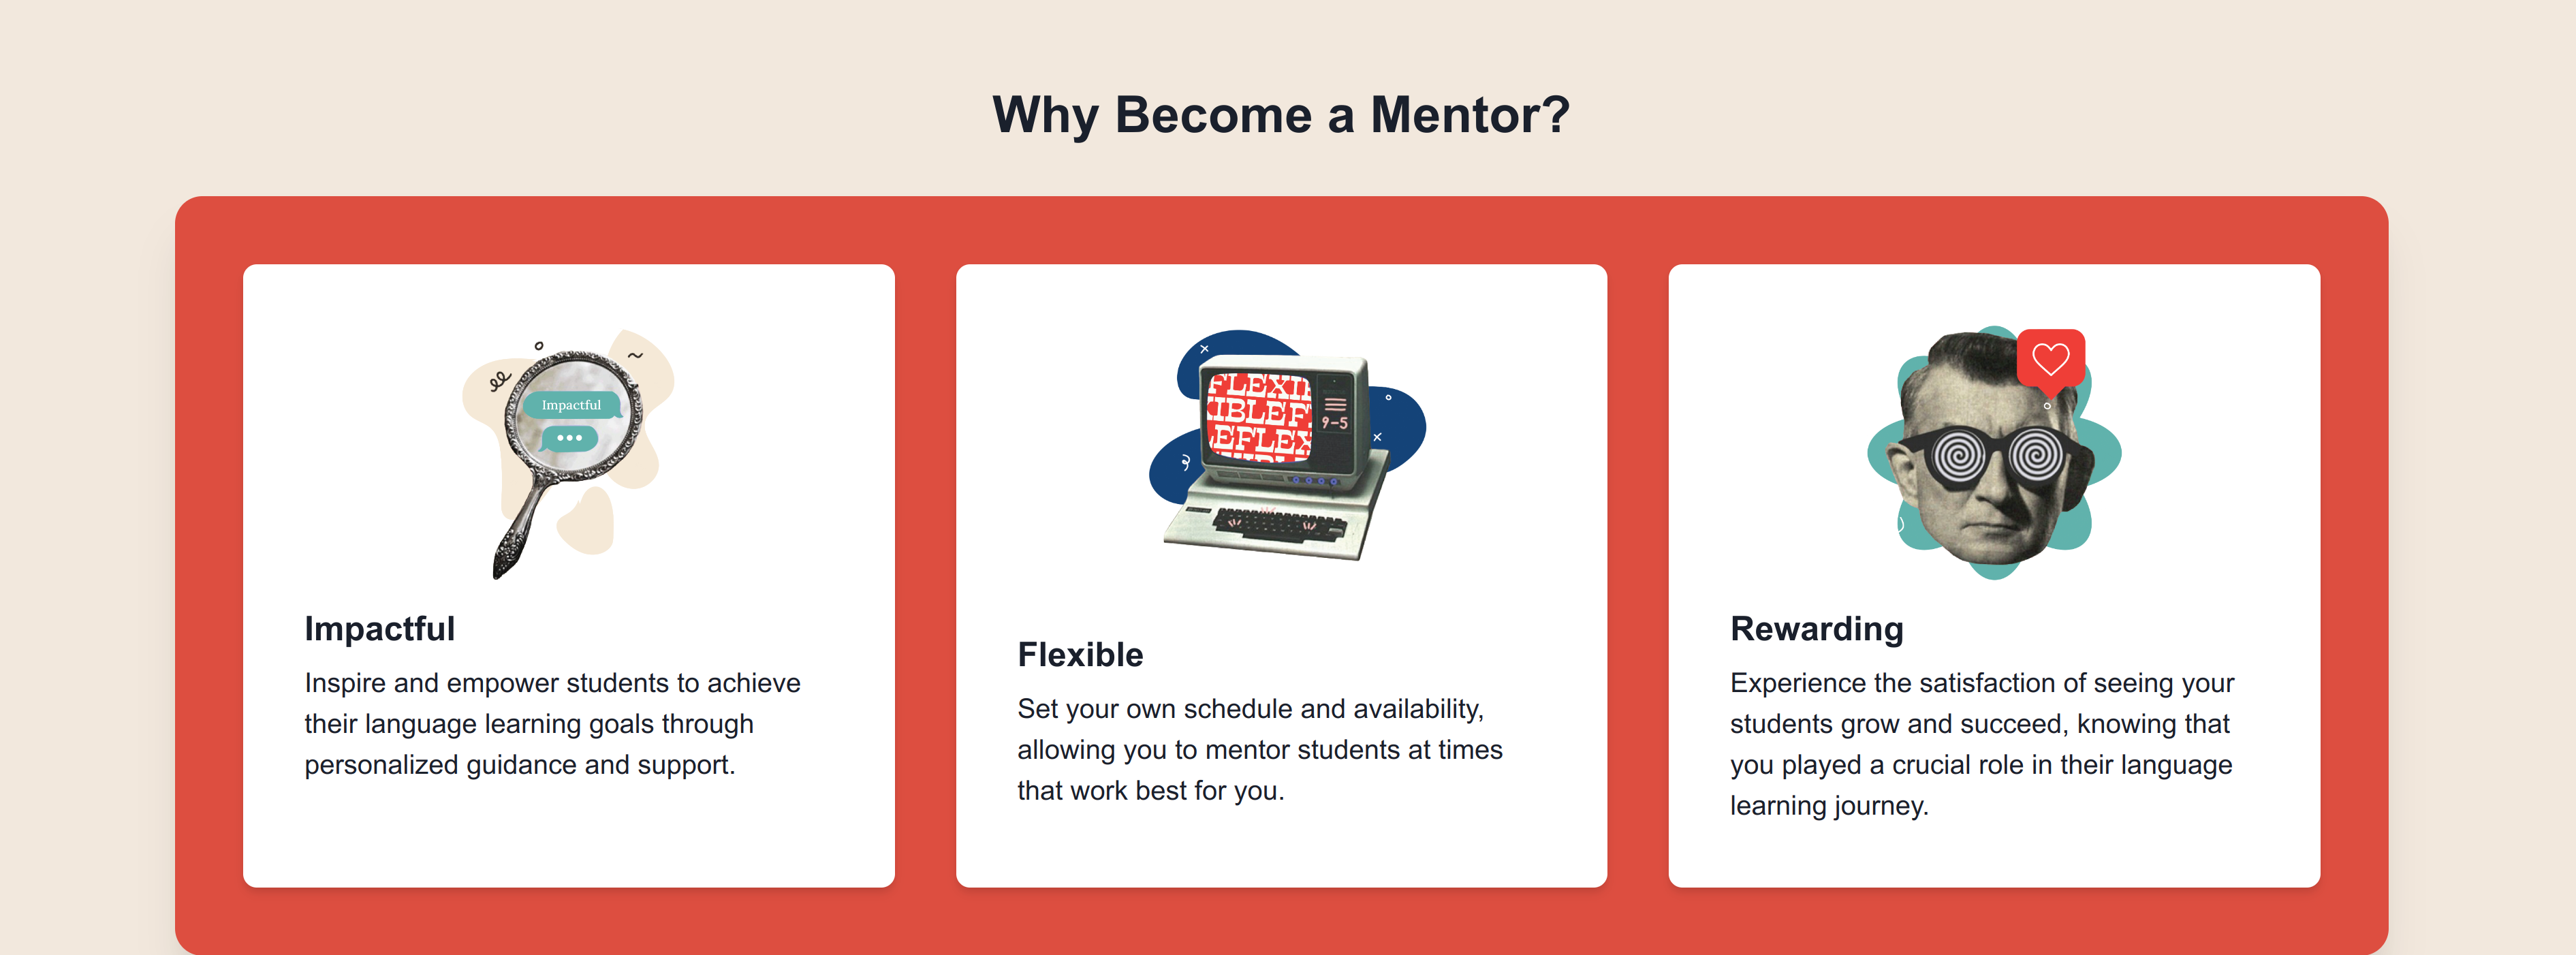 Why Become a Mentor?
Impactful
Impactful
Inspire and empower students to achieve
their language learning goals through
personalized guidance and support.
FLEXI
IBLEF
EFLEX
9-5
Flexible
Set your own schedule and availability,
allowing you to mentor students at times
that work best for you.
Rewarding
Experience the satisfaction of seeing your
students grow and succeed, knowing that
you played a crucial role in their language
learning journey.